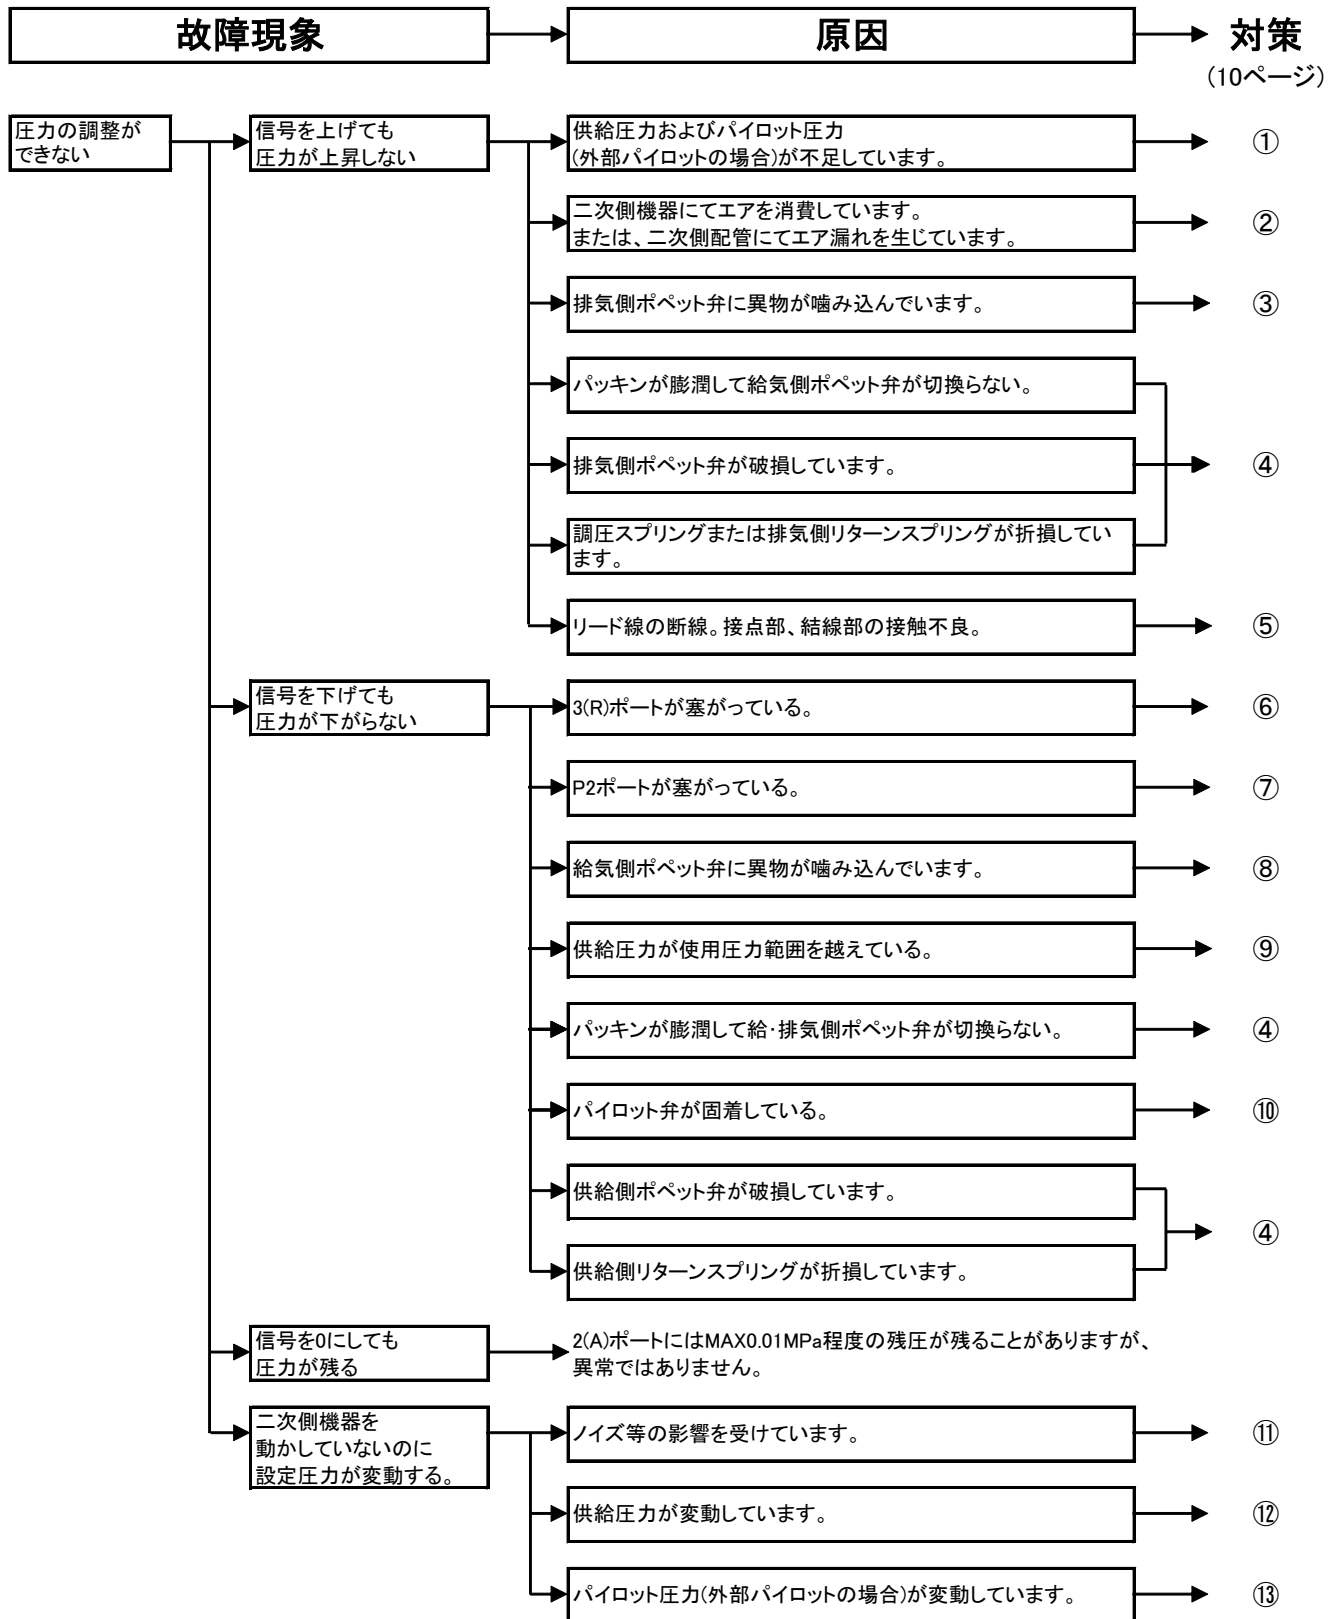 故障現象
原因
対策
(10ページ)
圧力の調整が
できない
信号を上げても
圧力が上昇しない
供給圧力およびパイロット圧力
(外部パイロットの場合)が不足しています。
①
二次側機器にてエアを消費しています。
または、二次側配管にてエア漏れを生じています。
②
排気側ポペット弁に異物が噛み込んでいます。
③
パッキンが膨潤して給気側ポペット弁が切換らない。
排気側ポペット弁が破損しています。
④
調圧スプリングまたは排気側リターンスプリングが折損してい
ます。
リード線の断線。接点部、結線部の接触不良。
⑤
信号を下げても
圧力が下がらない
3(R)ポートが塞がっている。
⑥
P2ポートが塞がっている。
⑦
給気側ポペット弁に異物が噛み込んでいます。
⑧
供給圧力が使用圧力範囲を越えている。
⑨
パッキンが膨潤して給・排気側ポペット弁が切換らない。
④
パイロット弁が固着している。
⑩
供給側ポペット弁が破損しています。
④
供給側リターンスプリングが折損しています。
信号を0にしても
圧力が残る
2(A)ポートにはMAX0.01MPa程度の残圧が残ることがありますが、
異常ではありません。
二次側機器を
動かしていないのに
設定圧力が変動する。
ノイズ等の影響を受けています。
⑪
供給圧力が変動しています。
⑫
パイロット圧力(外部パイロットの場合)が変動しています。
⑬